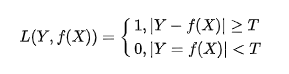 L(Y, f(X)) = { 1, |Y − f(X)| ≥ T
0, |Y = f(X)| < T